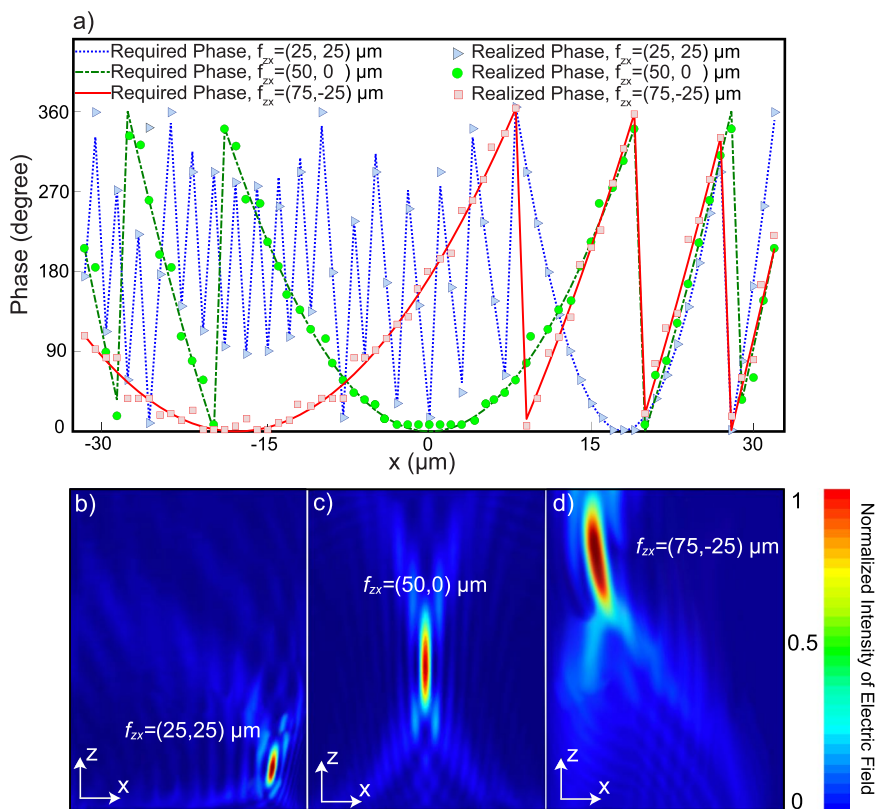 a)
Required Phase, fzx=(25, 25) μm
Required Phase, fzx=(50, 0 ) μm
Required Phase, fzx=(75,-25) μm
Realized Phase, fzx=(25, 25) μm
Realized Phase, fzx=(50, 0 ) μm
Realized Phase, fzx=(75,-25) μm
Phase (degree)
360
270
180
90
0
-30
-15
0
15
30
x (μm)
b)
fzx=(25,25) μm
z
x
c)
fzx=(50,0) μm
z
x
d)
fzx=(75,-25) μm
z
x
1
0.5
0
Normalized Intensity of Electric Field